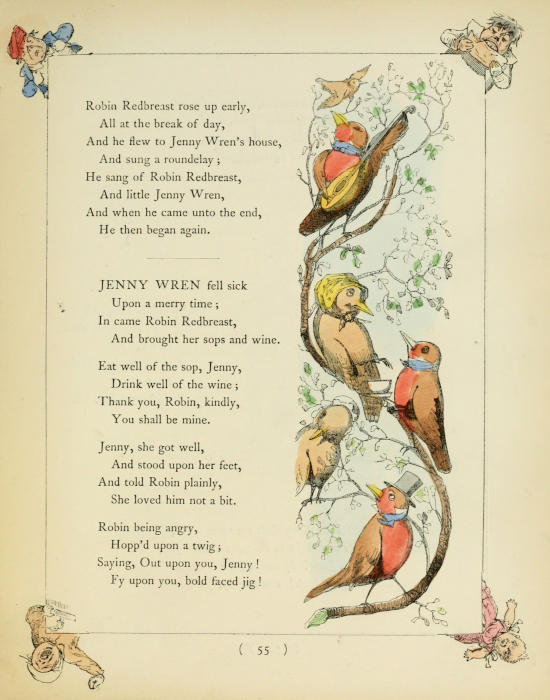 Robin Redbreast rose up early,
All at the break of day,
And he flew to Jenny Wren's house,
And sung a roundelay ;
He sang of Robin Redbreast,
And little Jenny Wren,
And when he came unto the end,
He then began again.
JENNY WREN fell sick
Upon a merry time ;
In came Robin Redbreast,
And brought her sops and wine.
Eat well of the sop, Jenny,
Drink well of the wine ;
Thank you, Robin, kindly,
You shall be mine.
Jenny, she got well,
And stood upon her feet,
And told Robin plainly,
She loved him not a bit.
Robin being angry,
Hopp'd upon a twig ;
Saying, Out upon you, Jenny !
Fy upon you, bold faced jig !
( 55 )